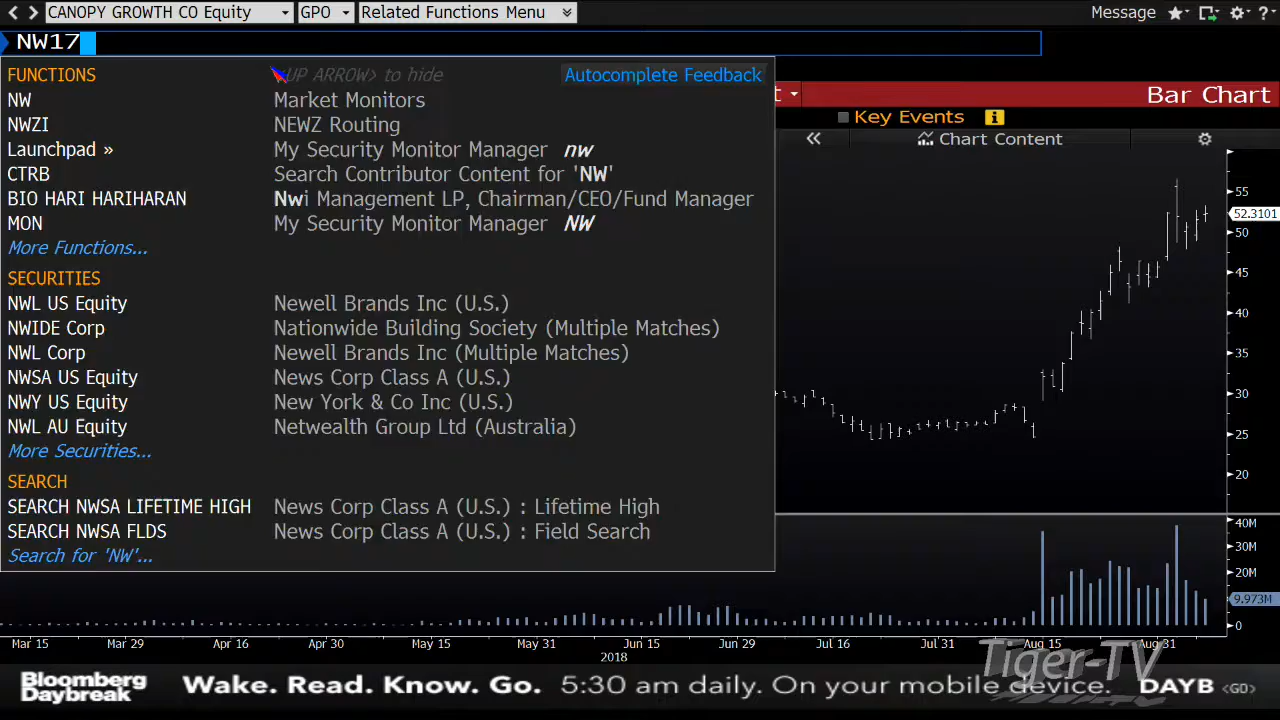 CANOPY GROWTH CO Equity GPO Related Functions Menu Message ?
NW17
FUNCTIONS <UP ARROW> to hide Autocomplete Feedback
NW Market Monitors
NWZI NEWZ Routing
Launchpad » My Security Monitor Manager nw
CTRB Search Contributor Content for 'NW'
BIO HARI HARIHARAN Nwi Management LP, Chairman/CEO/Fund Manager
MON My Security Monitor Manager NW
More Functions...
SECURITIES
NWL US Equity Newell Brands Inc (U.S.)
NWIDE Corp Nationwide Building Society (Multiple Matches)
NWL Corp Newell Brands Inc (Multiple Matches)
NWSA US Equity News Corp Class A (U.S.)
NWY US Equity New York & Co Inc (U.S.)
NWL AU Equity Netwealth Group Ltd (Australia)
More Securities...
SEARCH
SEARCH NWSA LIFETIME HIGH News Corp Class A (U.S.) : Lifetime High
SEARCH NWSA FLDS News Corp Class A (U.S.) : Field Search
Search for 'NW'...
t Bar Chart
Key Events i
« Chart Content
55
52.3101
50
45
40
35
30
25
20
40M
30M
20M
9.973M
0
Mar 15 Mar 29 Apr 16 Apr 30 May 15 May 31 Jun 15 Jun 29 Jul 16 Jul 31 Aug 15 Aug 31
2018
Tiger-TV
Bloomberg Daybreak Wake. Read. Know. Go. 5:30 am daily. On your mobile device. DAYB <GO>